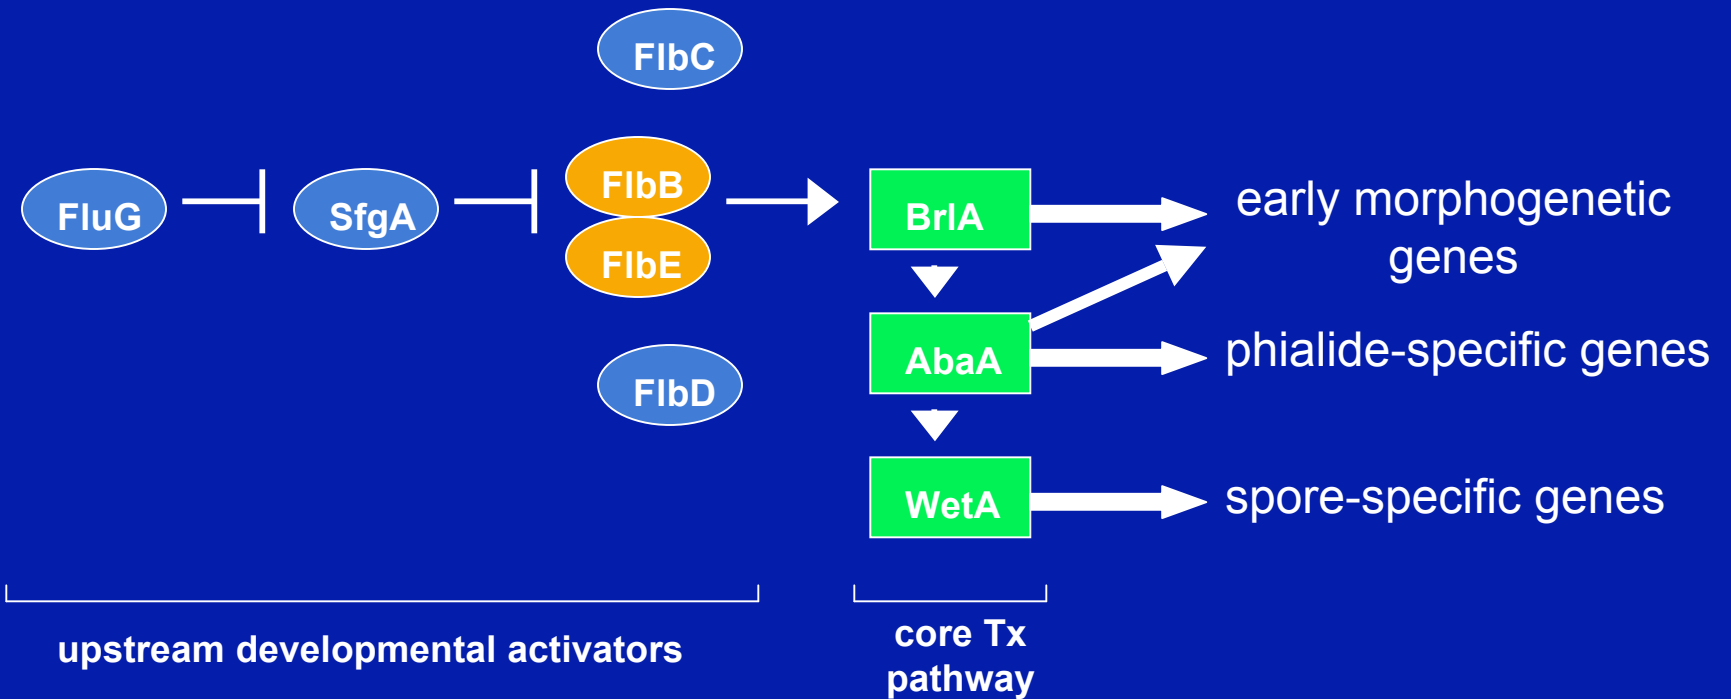 FlbC
FluG
SfgA
FlbB
FlbE
FlbD
BrlA
AbaA
WetA
early morphogenetic
genes
phialide-specific genes
spore-specific genes
upstream developmental activators
core Tx
pathway